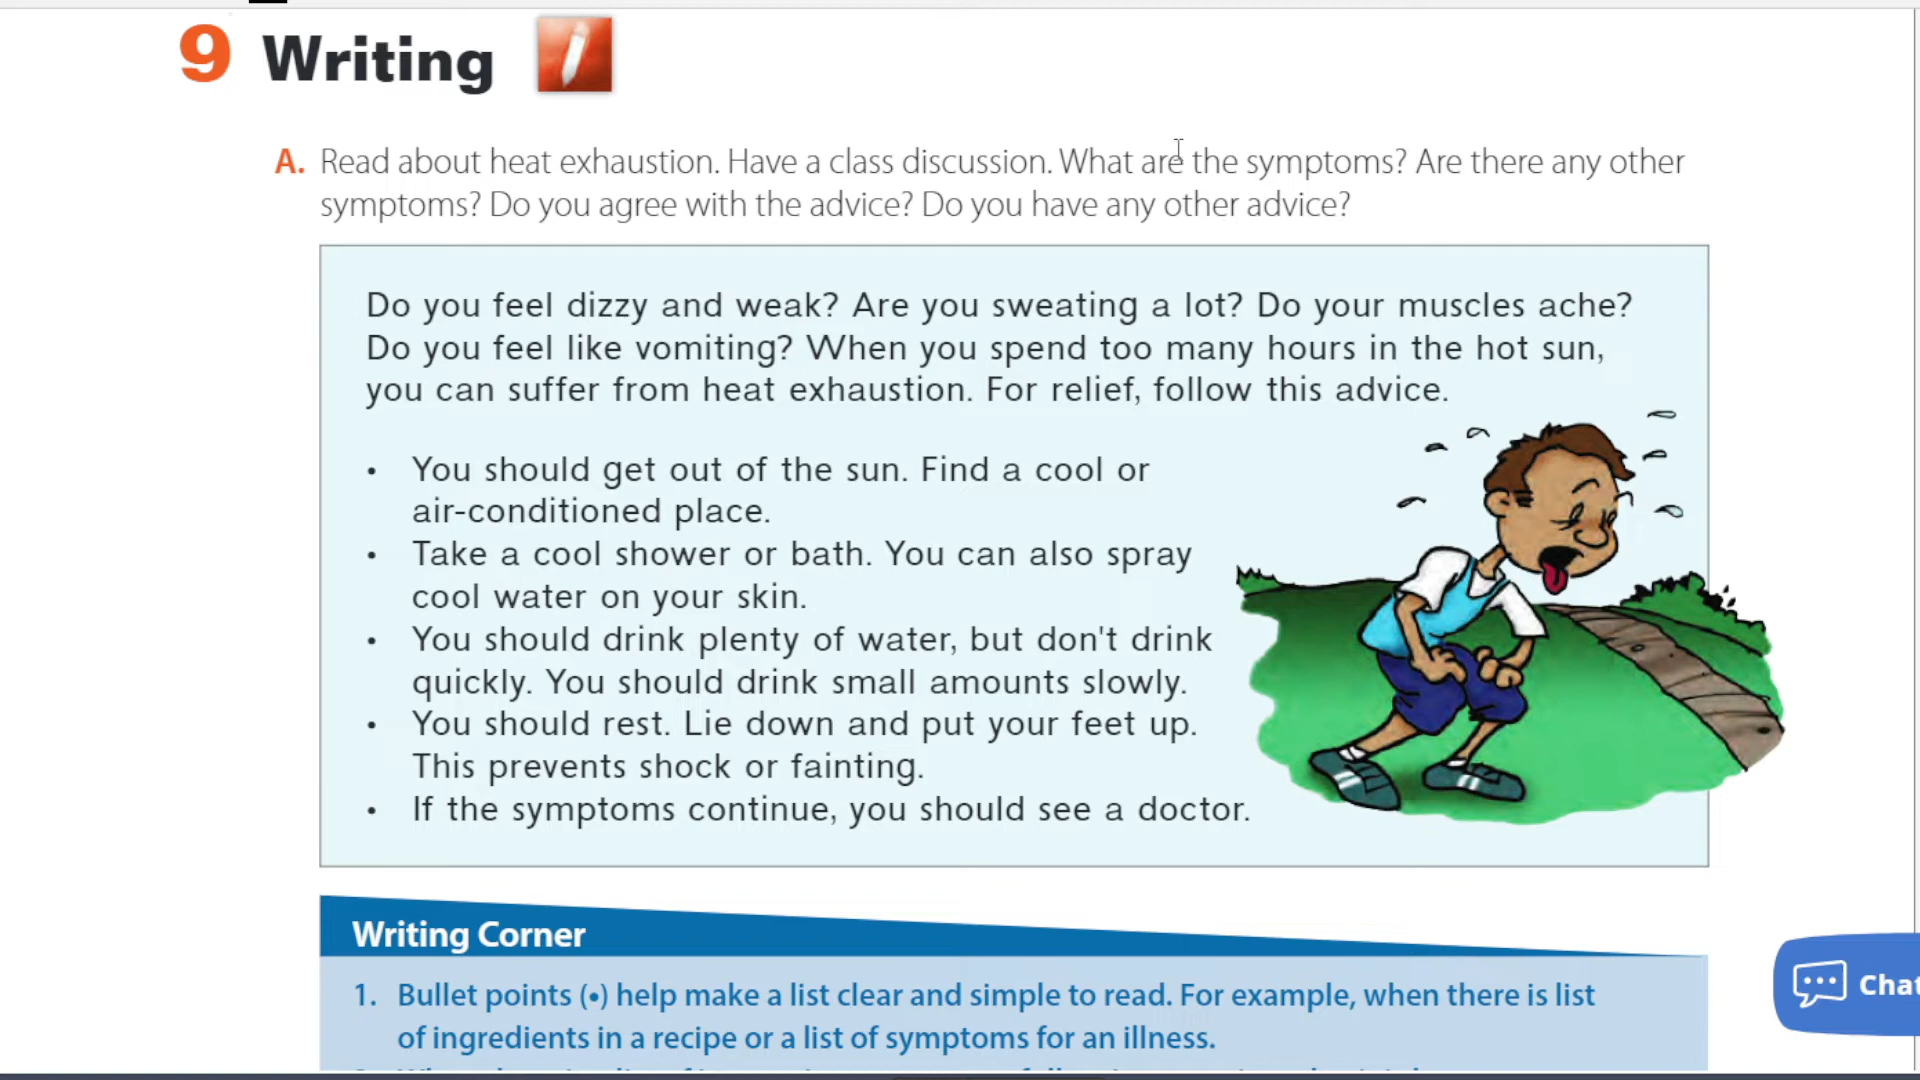 9 Writing
A. Read about heat exhaustion. Have a class discussion. What are the symptoms? Are there any other
symptoms? Do you agree with the advice? Do you have any other advice?
Do you feel dizzy and weak? Are you sweating a lot? Do your muscles ache?
Do you feel like vomiting? When you spend too many hours in the hot sun,
you can suffer from heat exhaustion. For relief, follow this advice.
• You should get out of the sun. Find a cool or
air-conditioned place.
• Take a cool shower or bath. You can also spray
cool water on your skin.
• You should drink plenty of water, but don't drink
quickly. You should drink small amounts slowly.
• You should rest. Lie down and put your feet up.
This prevents shock or fainting.
• If the symptoms continue, you should see a doctor.
Writing Corner
1. Bullet points (•) help make a list clear and simple to read. For example, when there is list
of ingredients in a recipe or a list of symptoms for an illness.
Chat